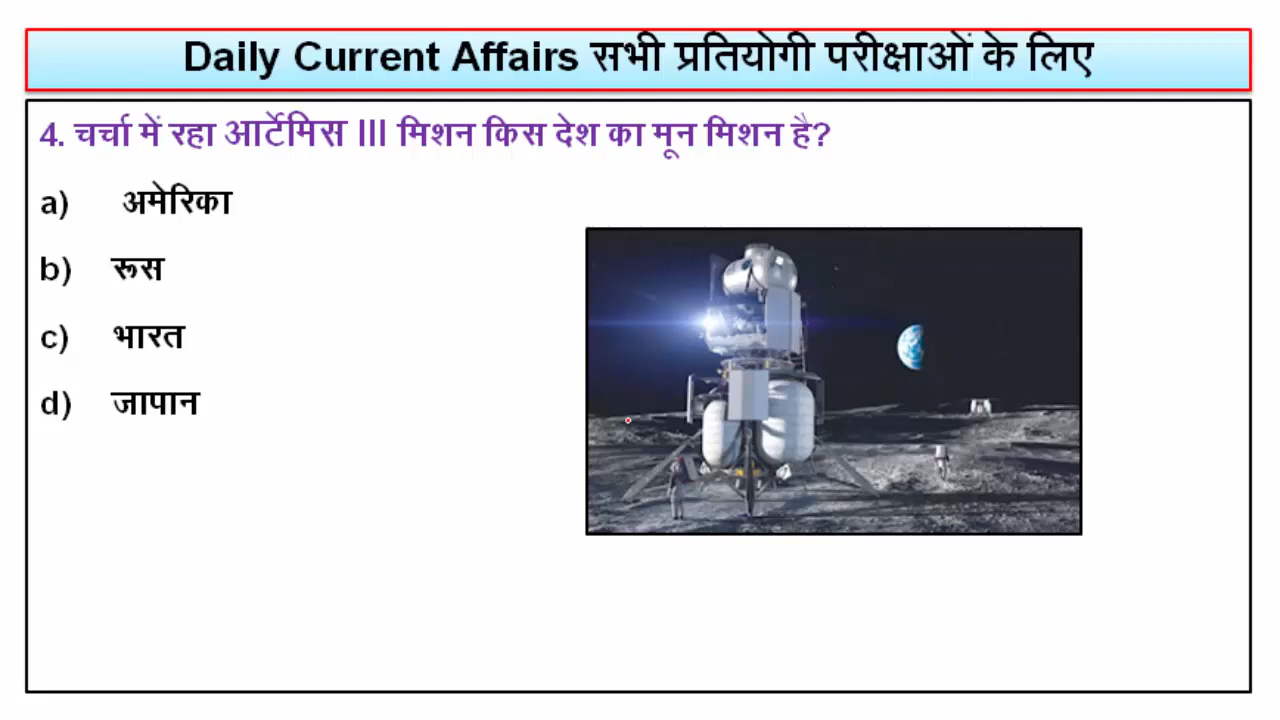 Daily Current Affairs सभी प्रतियोगी परीक्षाओं के लिए
4. चर्चा में रहा आर्टेमिस III मिशन किस देश का मून मिशन है?
a) अमेरिका
b) रूस
c) भारत
d) जापान